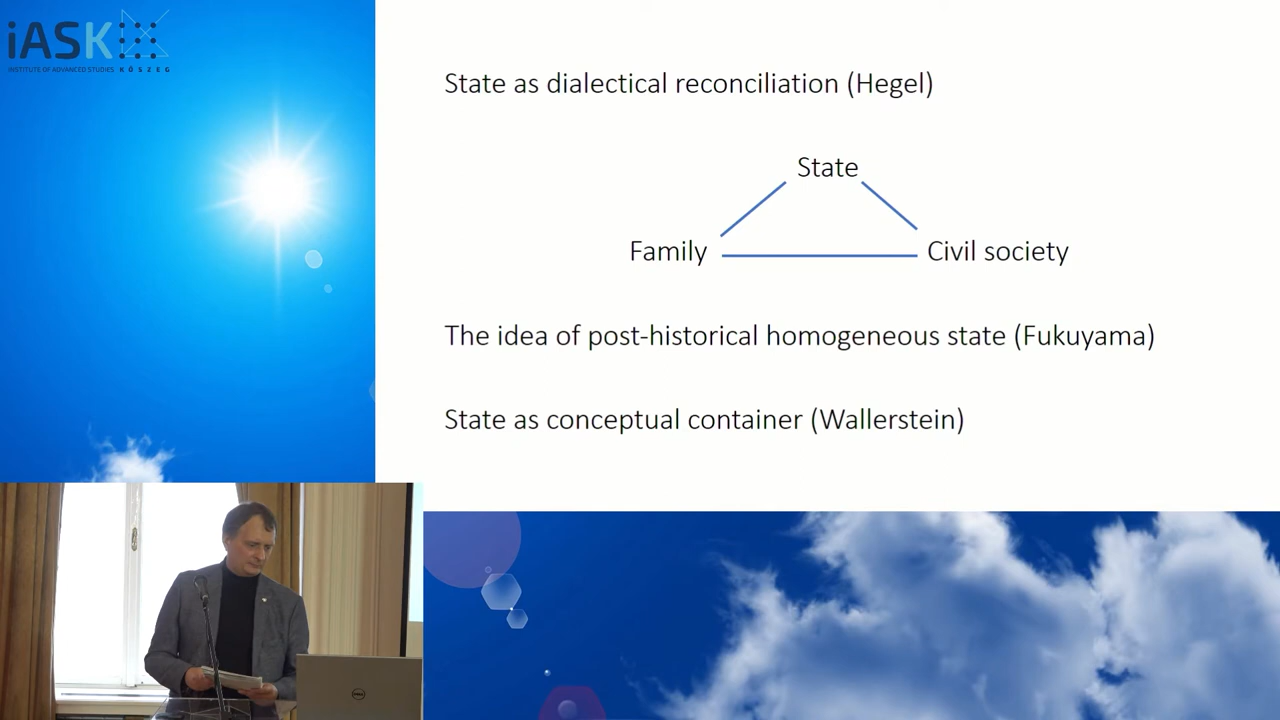 iASK
INSTITUTE OF ADVANCED STUDIES KŐSZEG
State as dialectical reconciliation (Hegel)
State
Family
Civil society
The idea of post-historical homogeneous state (Fukuyama)
State as conceptual container (Wallerstein)
DELL